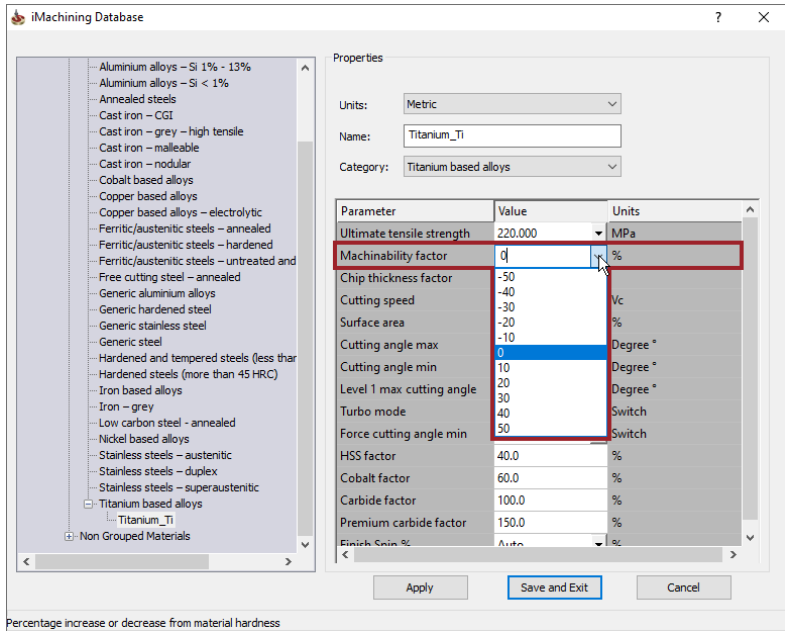 iMachining Database ?
Aluminium alloys – Si 1% - 13%
Aluminium alloys – Si < 1%
Annealed steels
Cast iron – CGI
Cast iron – grey – high tensile
Cast iron – malleable
Cast iron – nodular
Cobalt based alloys
Copper based alloys
Copper based alloys – electrolytic
Ferritic/austenitic steels – annealed
Ferritic/austenitic steels – hardened
Ferritic/austenitic steels – untreated and
Free cutting steel – annealed
Generic aluminium alloys
Generic hardened steel
Generic stainless steel
Generic steel
Hardened and tempered steels (less than
Hardened steels (more than 45 HRC)
Iron based alloys
Iron – grey
Low carbon steel - annealed
Nickel based alloys
Stainless steels – austenitic
Stainless steels – duplex
Stainless steels – superaustenitic
Titanium based alloys
Titanium_Ti
Non Grouped Materials
Properties
Units: Metric
Name: Titanium_Ti
Category: Titanium based alloys
Parameter Value Units
Ultimate tensile strength 220.000 MPa
Machinability factor 0 %
Chip thickness factor
Cutting speed Vc
Surface area %
Cutting angle max Degree °
Cutting angle min Degree °
Level 1 max cutting angle Degree °
Turbo mode Switch
Force cutting angle min Switch
-50
-40
-30
-20
-10
0
10
20
30
40
50
HSS factor 40.0 %
Cobalt factor 60.0 %
Carbide factor 100.0 %
Premium carbide factor 150.0 %
Finish Spin % Auto %
Apply Save and Exit Cancel
Percentage increase or decrease from material hardness